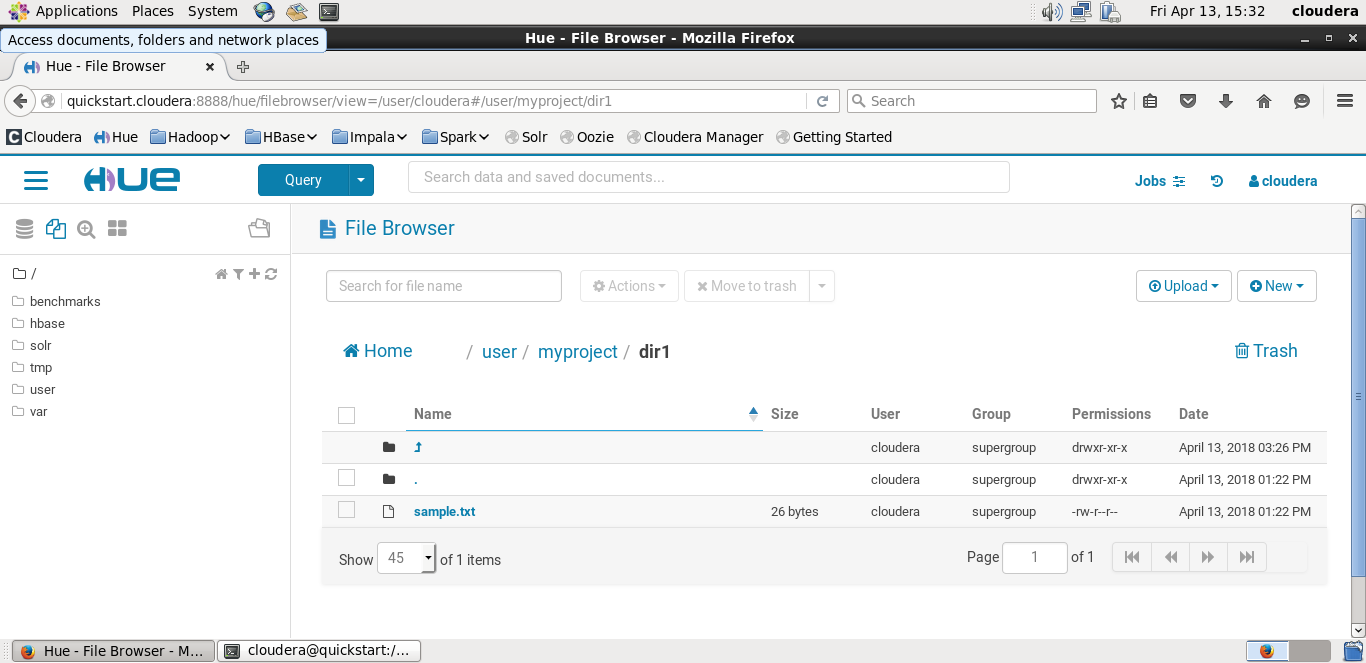 Applications Places System Fri Apr 13, 15:32 cloudera
Access documents, folders and network places Hue - File Browser - Mozilla Firefox
Hue - File Browser
quickstart.cloudera:8888/hue/filebrowser/view=/user/cloudera#/user/myproject/dir1 Search
Cloudera Hue Hadoop HBase Impala Spark Solr Oozie Cloudera Manager Getting Started
HUE Query Search data and saved documents... Jobs cloudera
File Browser
/
benchmarks
hbase
solr
tmp
user
var
Search for file name Actions Move to trash Upload New
Home / user / myproject / dir1 Trash
Name Size User Group Permissions Date
cloudera supergroup drwxr-xr-x April 13, 2018 03:26 PM
. cloudera supergroup drwxr-xr-x April 13, 2018 01:22 PM
sample.txt 26 bytes cloudera supergroup -rw-r--r-- April 13, 2018 01:22 PM
Show 45 of 1 items Page 1 of 1
Hue - File Browser - M... cloudera@quickstart:/...